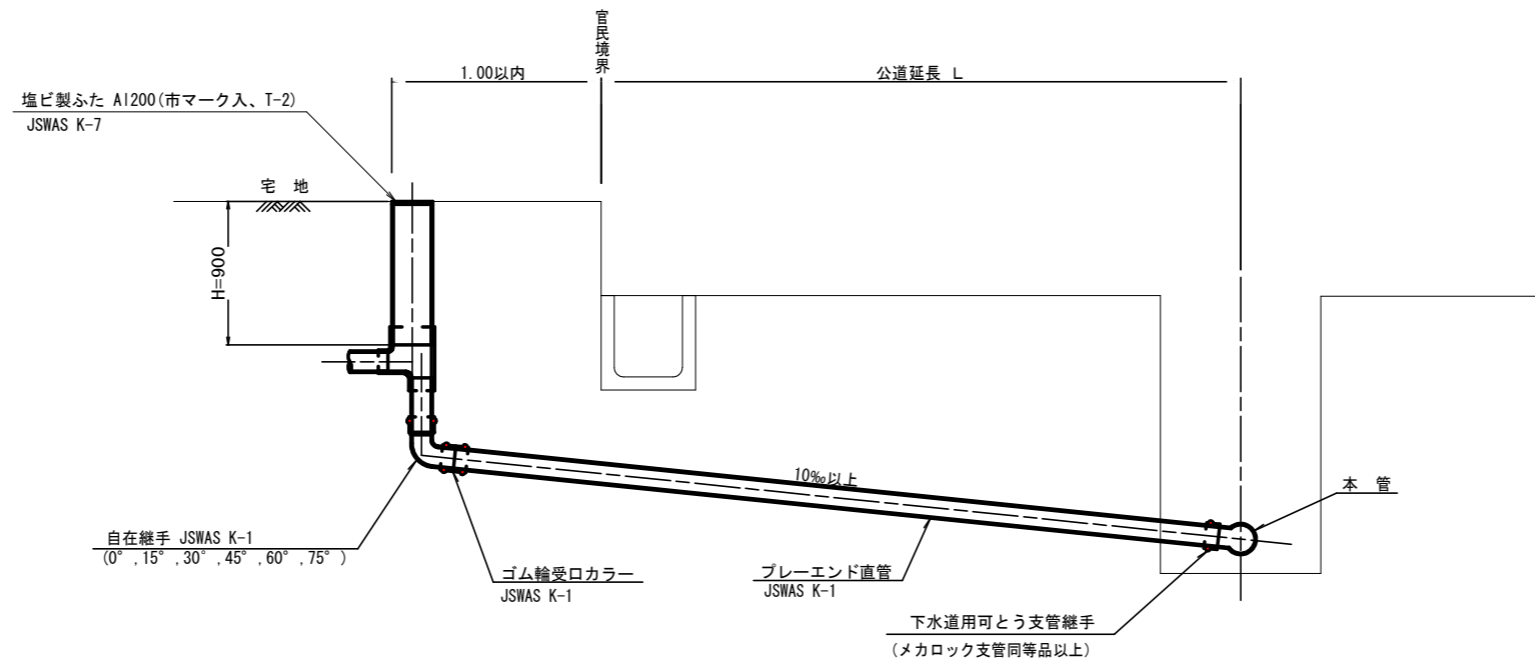 官民境界
1.00以内
公道延長 L
塩ビ製ふた AI200(市マーク入、T-2)
JSWAS K-7
宅 地
H=900
10‰以上
本 管
自在継手 JSWAS K-1
(0°,15°,30°,45°,60°,75°)
ゴム輪受口カラー
JSWAS K-1
プレーエンド直管
JSWAS K-1
下水道用可とう支管継手
(メカロック支管同等品以上)